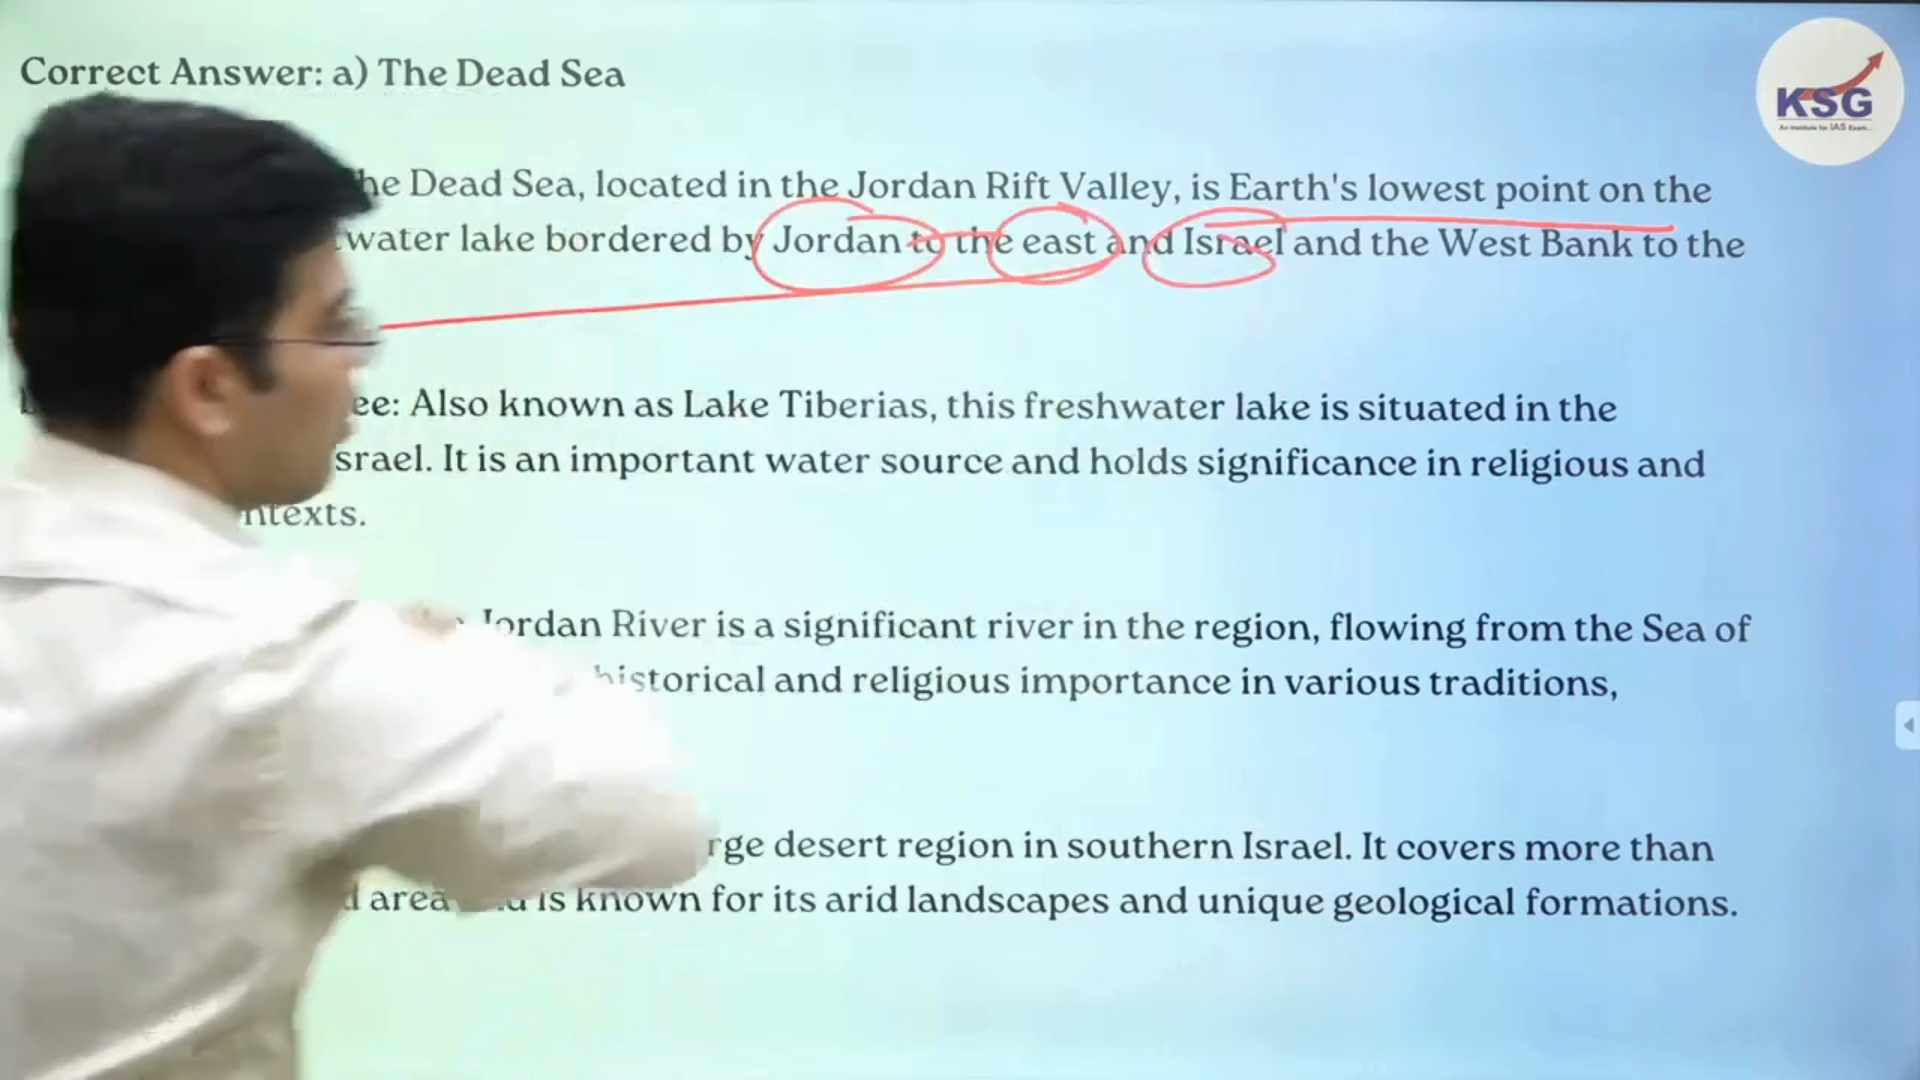 Correct Answer: a) The Dead Sea
KSG
An Institute for IAS Exam...
he Dead Sea, located in the Jordan Rift Valley, is Earth's lowest point on the
water lake bordered by Jordan to the east and Israel and the West Bank to the
ee: Also known as Lake Tiberias, this freshwater lake is situated in the
srael. It is an important water source and holds significance in religious and
ntexts.
Jordan River is a significant river in the region, flowing from the Sea of
historical and religious importance in various traditions,
rge desert region in southern Israel. It covers more than
area is known for its arid landscapes and unique geological formations.